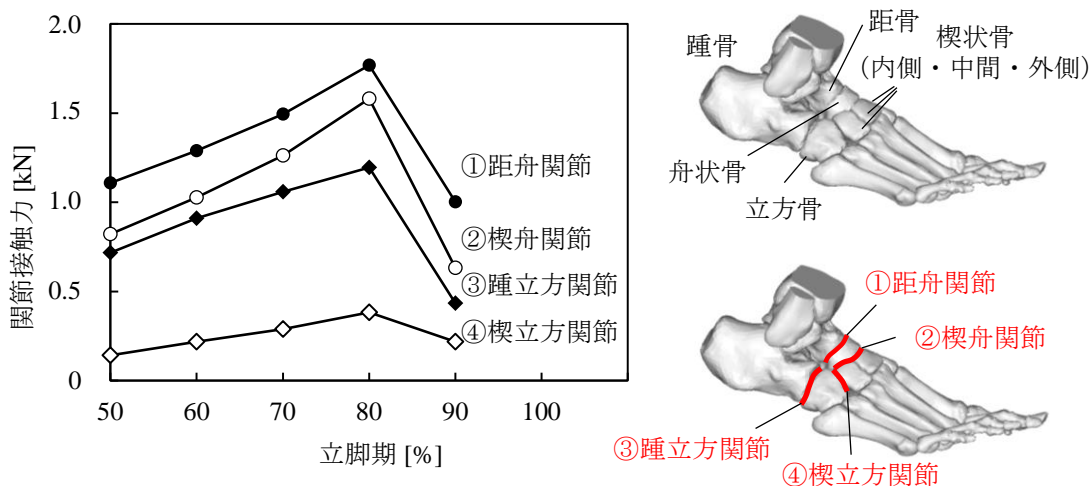 2.0
1.5
1.0
0.5
0
50
60
70
80
90
100
関節接触力 [kN]
立脚期 [%]
①距舟関節
②楔舟関節
③踵立方関節
④楔立方関節
踵骨
距骨
楔状骨
(内側・中間・外側)
舟状骨
立方骨
①距舟関節
②楔舟関節
③踵立方関節
④楔立方関節